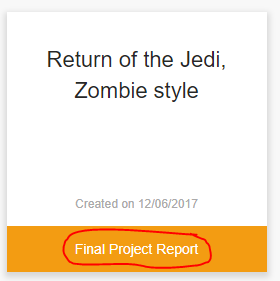 Return of the Jedi,
Zombie style
Created on 12/06/2017
Final Project Report